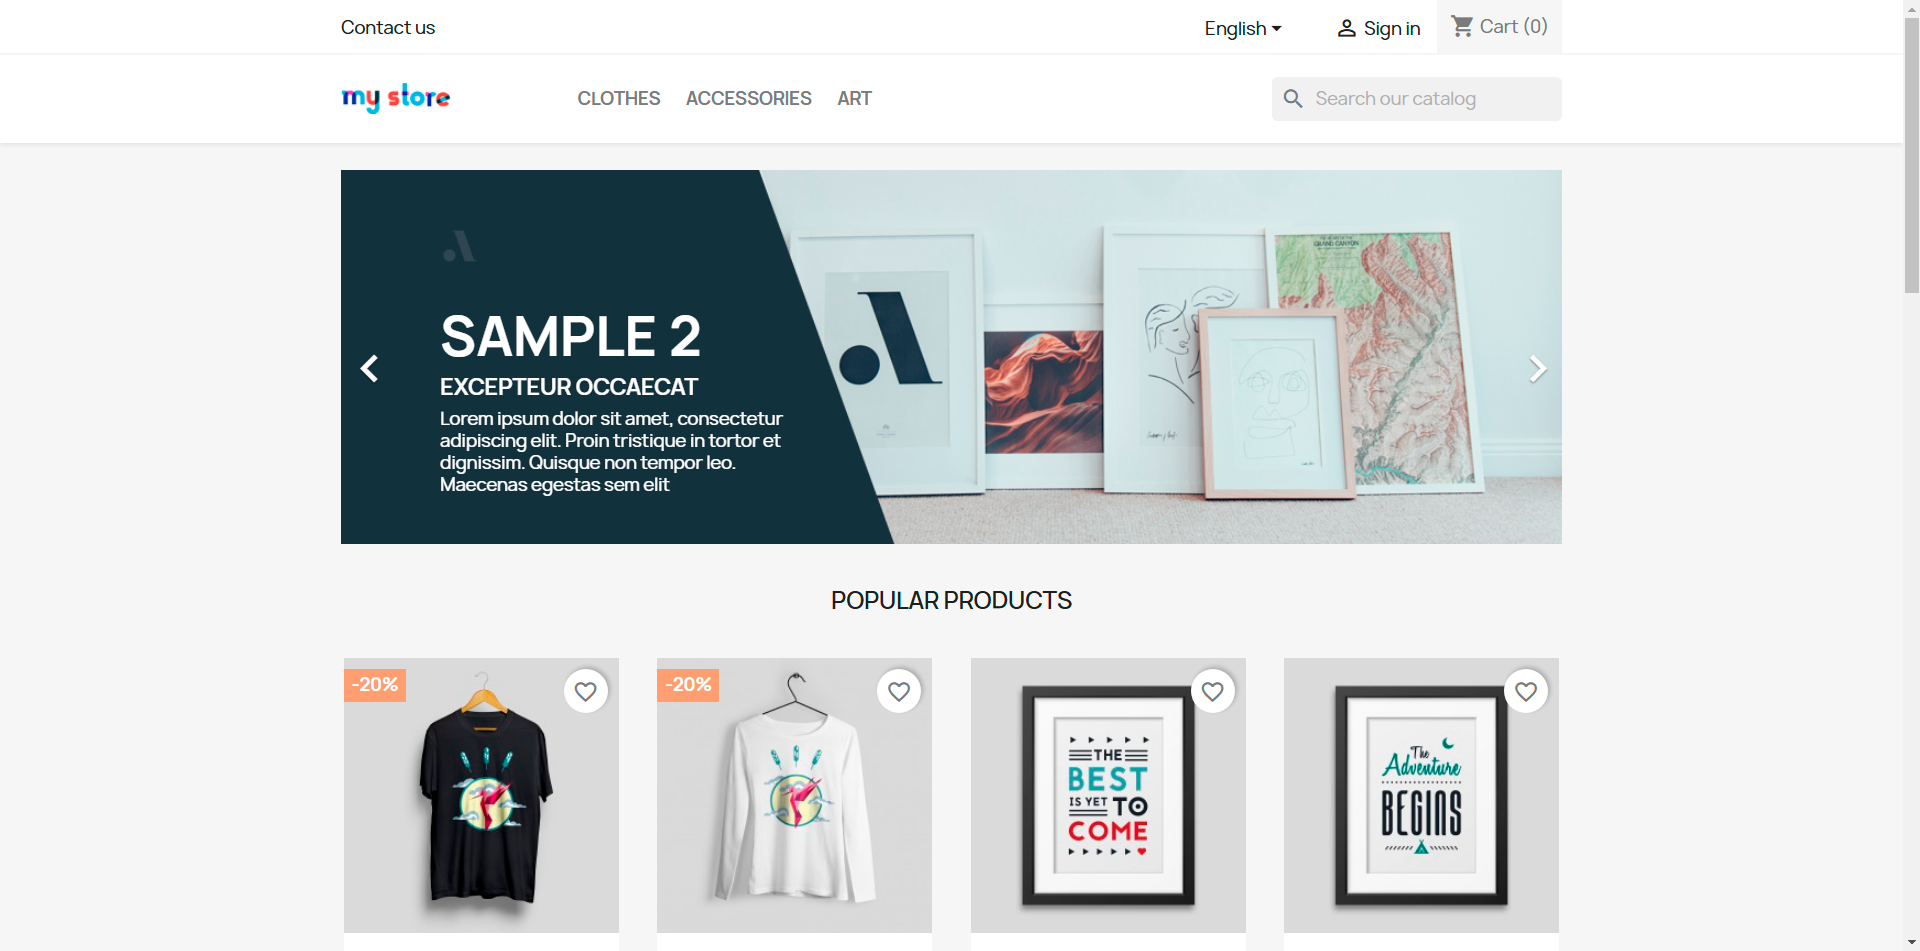 Contact us
English
Sign in
Cart (0)
my store
CLOTHES
ACCESSORIES
ART
Search our catalog
SAMPLE 2
EXCEPTEUR OCCAECAT
Lorem ipsum dolor sit amet, consectetur
adipiscing elit. Proin tristique in tortor et
dignissim. Quisque non tempor leo.
Maecenas egestas sem elit
GRAND CANYON
POPULAR PRODUCTS
-20%
-20%
THE
BEST
IS YET TO
COME
The
Adventure
BEGINS